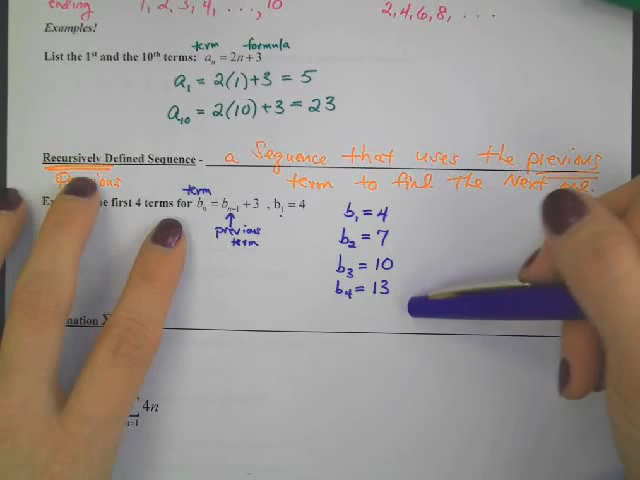 ending 1, 2, 3, 4, . . ., 10 2, 4, 6, 8, . . .
Examples!
term formula
List the 1st and the 10th terms: aₙ = 2n + 3
a₁ = 2(1)+3 = 5
a₁₀ = 2(10)+3 = 23
Recursively Defined Sequence - a sequence that uses the previous
Previous term to find the next one.
term
the first 4 terms for bₙ = bₙ₋₁ + 3 , b₁ = 4
previous
term
b₁ = 4
b₂ = 7
b₃ = 10
b₄ = 13
Σ
4n
i=1